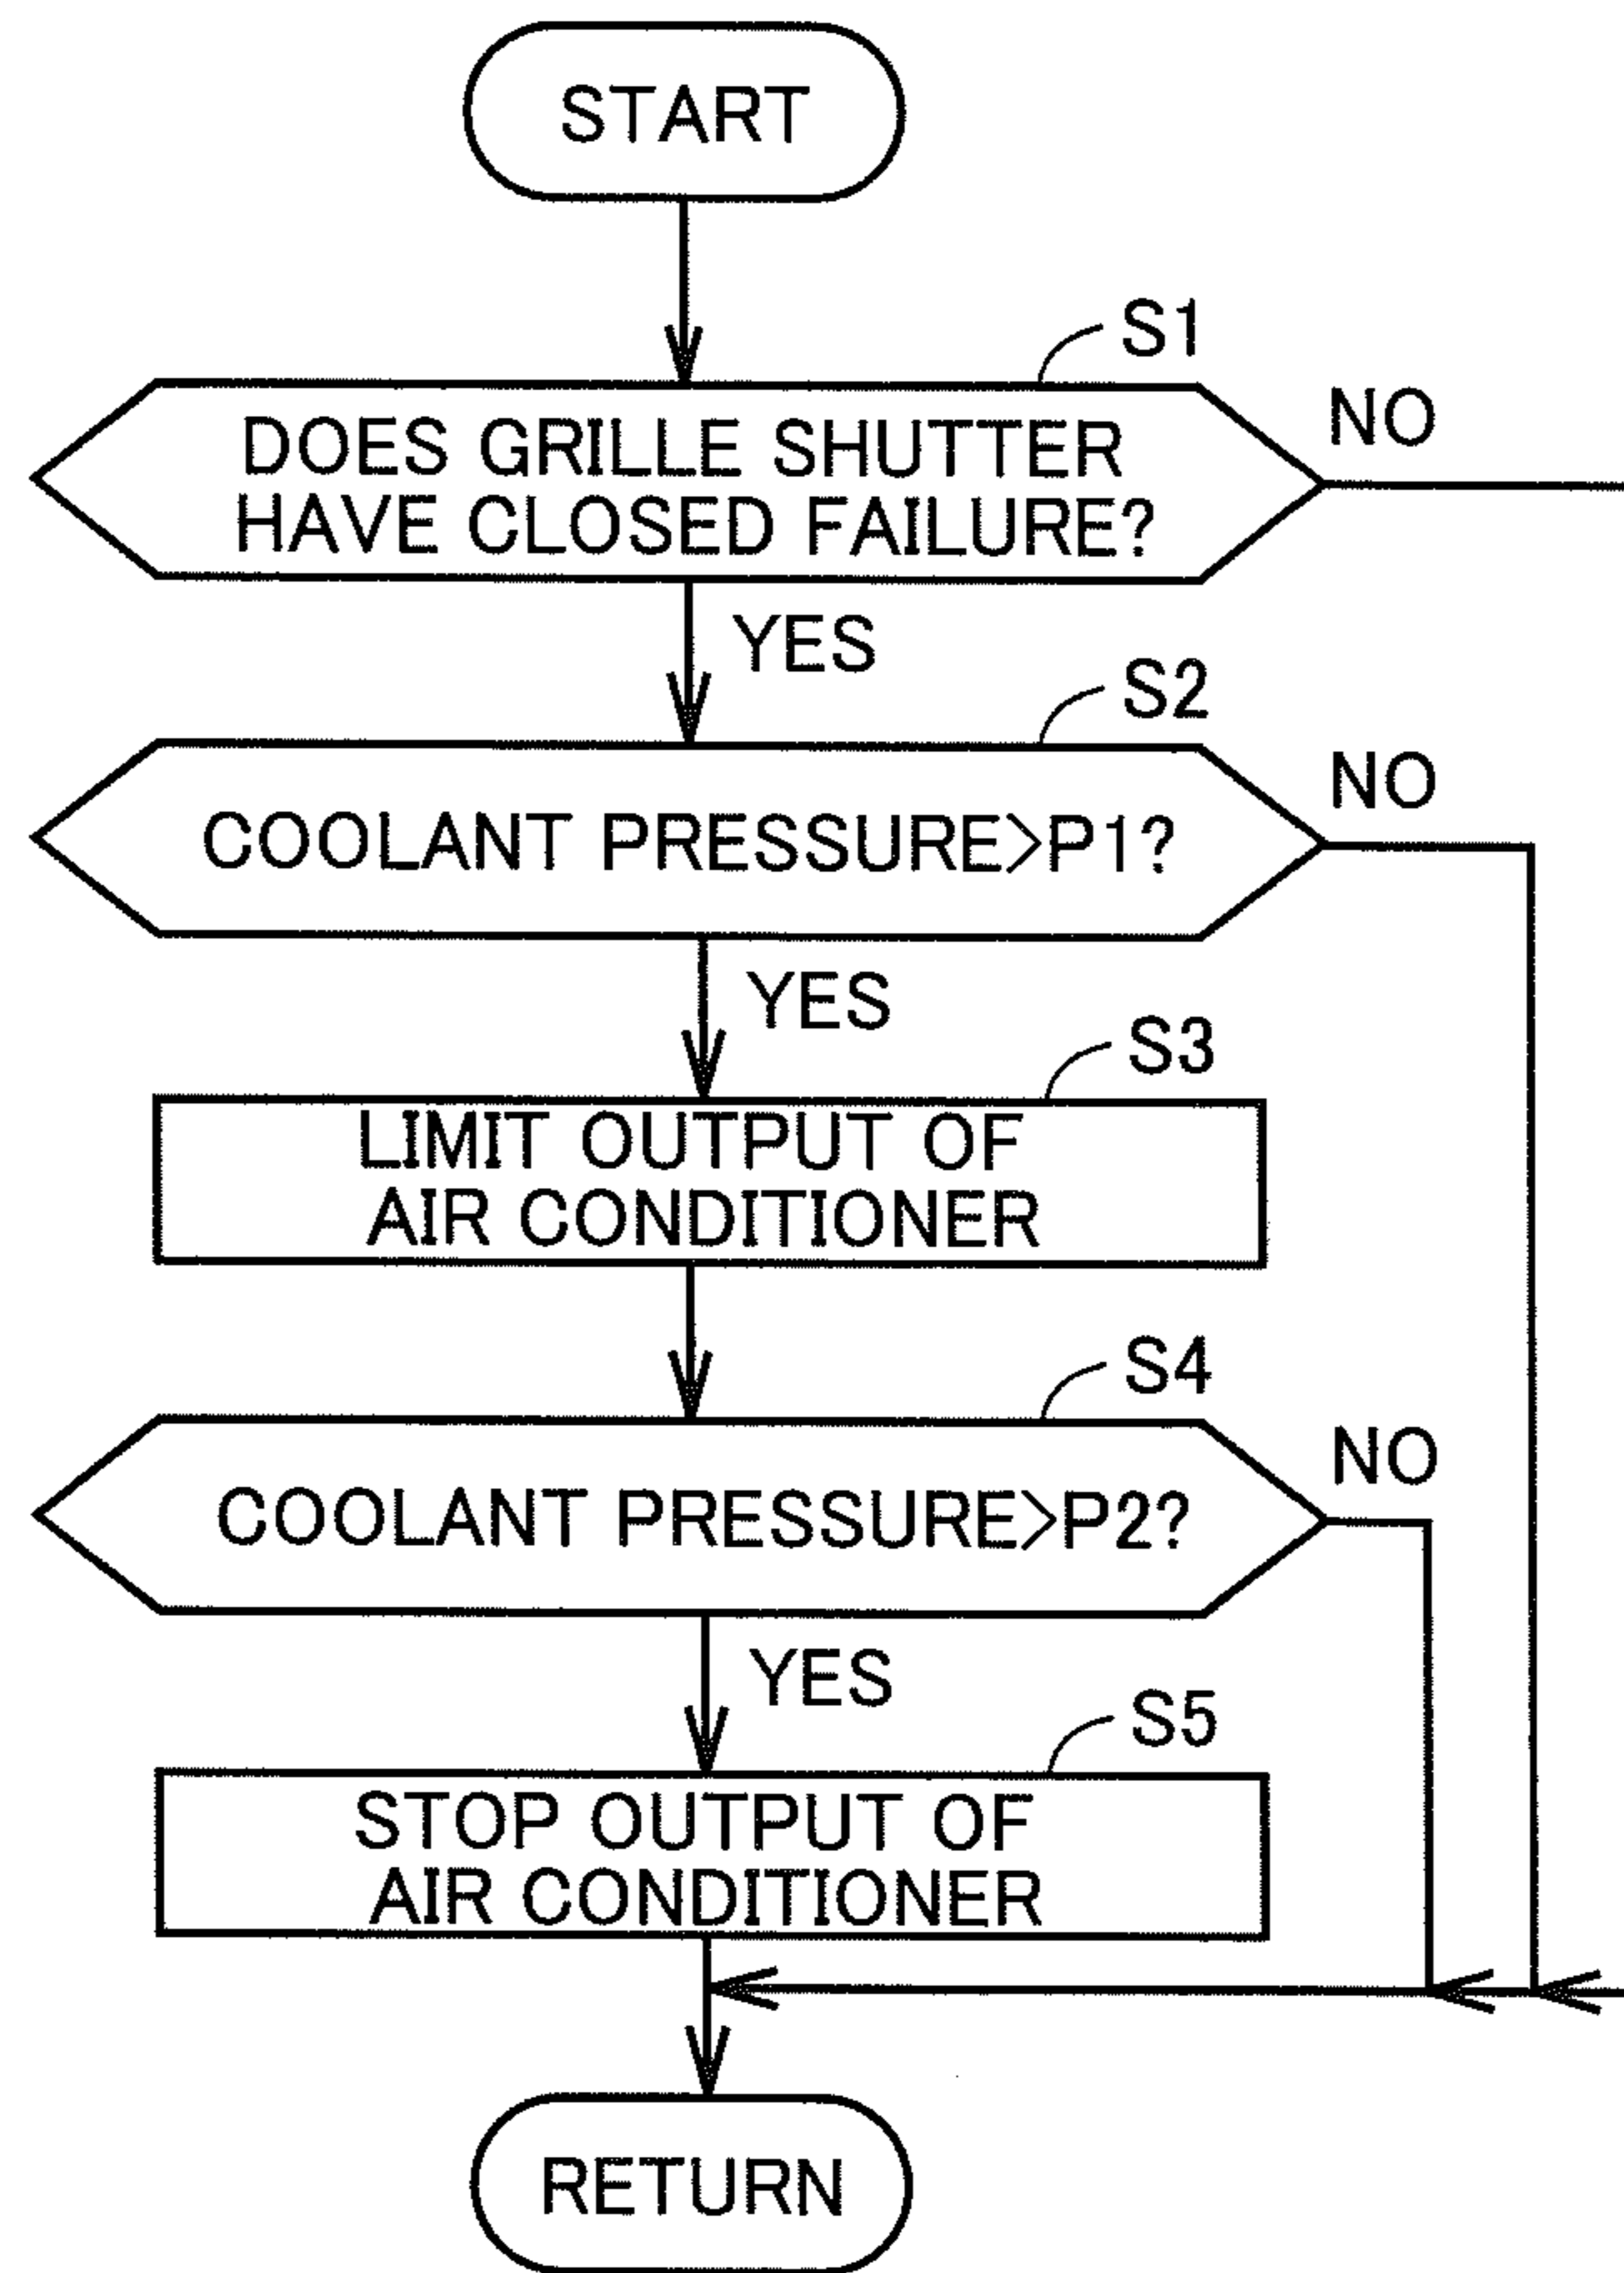 START
S1
DOES GRILLE SHUTTER
HAVE CLOSED FAILURE?
NO
YES
S2
COOLANT PRESSURE>P1?
NO
YES
S3
LIMIT OUTPUT OF
AIR CONDITIONER
S4
COOLANT PRESSURE>P2?
NO
YES
S5
STOP OUTPUT OF
AIR CONDITIONER
RETURN